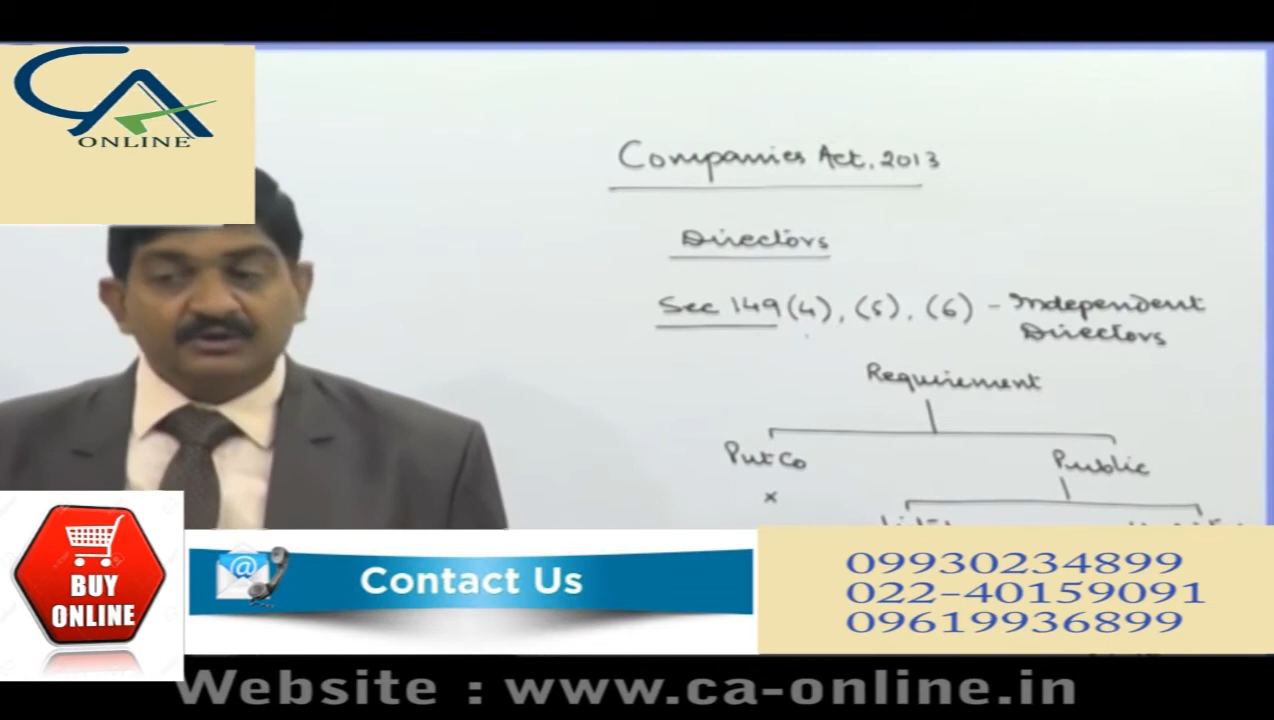 CA
ONLINE
Companies Act, 2013
Directors
Sec 149(4), (5), (6) - Independent
Directors
Requirement
Pvt Co
Public
x
BUY
ONLINE
@
Contact Us
09930234899
022-40159091
09619936899
Website : www.ca-online.in